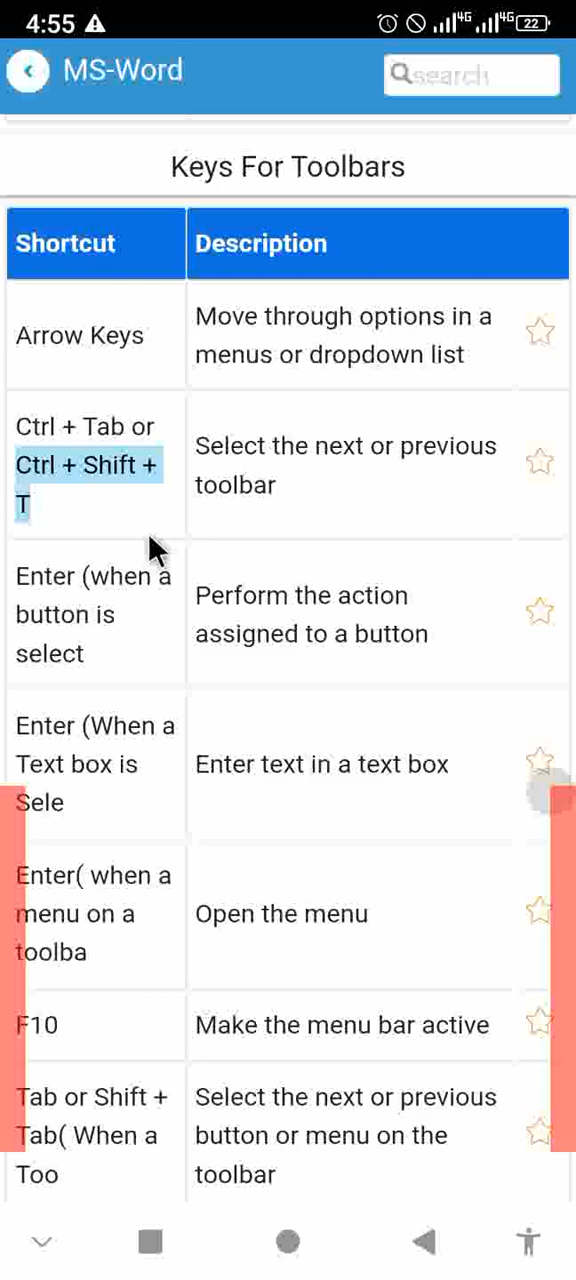 4:55
4G 4G 22
MS-Word
search
Keys For Toolbars
Shortcut Description
Arrow Keys
Move through options in a
menus or dropdown list
Ctrl + Tab or
Ctrl + Shift +
T
Select the next or previous
toolbar
Enter (when a
button is
select
Perform the action
assigned to a button
Enter (When a
Text box is
Sele
Enter text in a text box
Enter( when a
menu on a
toolba
Open the menu
F10
Make the menu bar active
Tab or Shift +
Tab( When a
Too
Select the next or previous
button or menu on the
toolbar